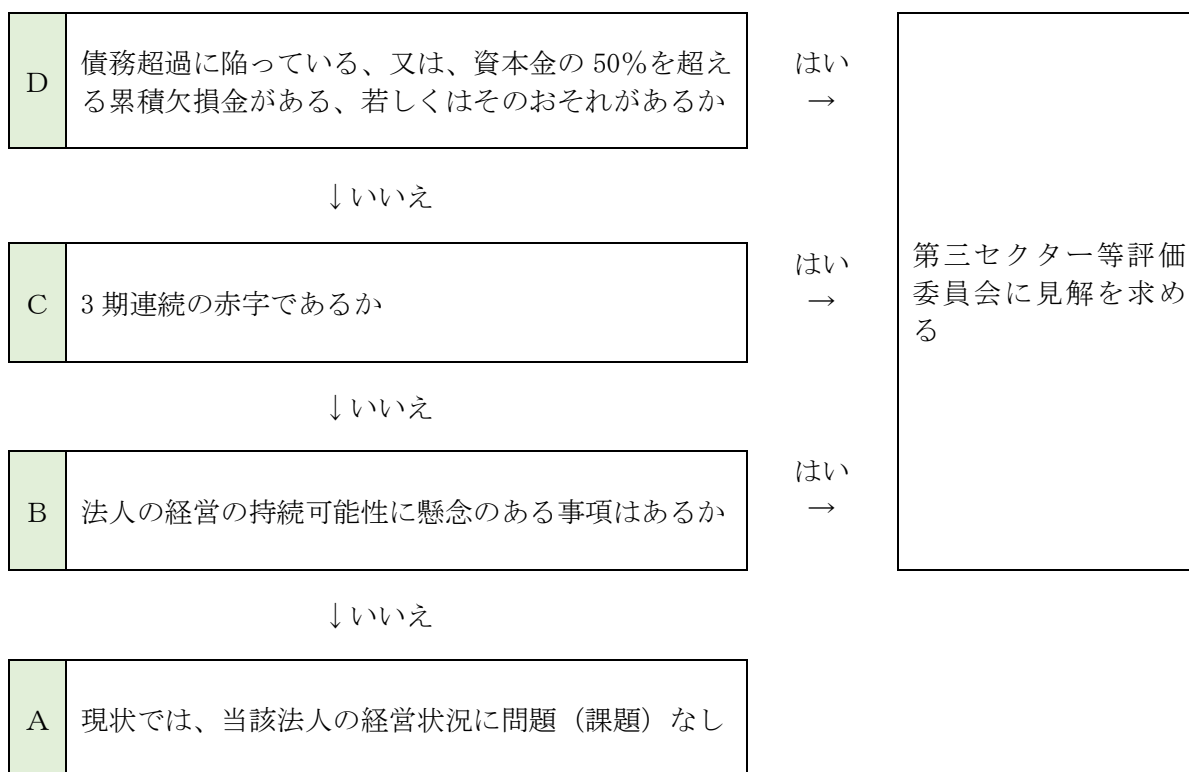 D
債務超過に陥っている、又は、資本金の 50%を超え
る累積欠損金がある、若しくはそのおそれがあるか
はい
→
↓いいえ
C
3 期連続の赤字であるか
はい
→
第三セクター等評価
委員会に見解を求め
る
↓いいえ
B
法人の経営の持続可能性に懸念のある事項はあるか
はい
→
↓いいえ
A
現状では、当該法人の経営状況に問題（課題）なし